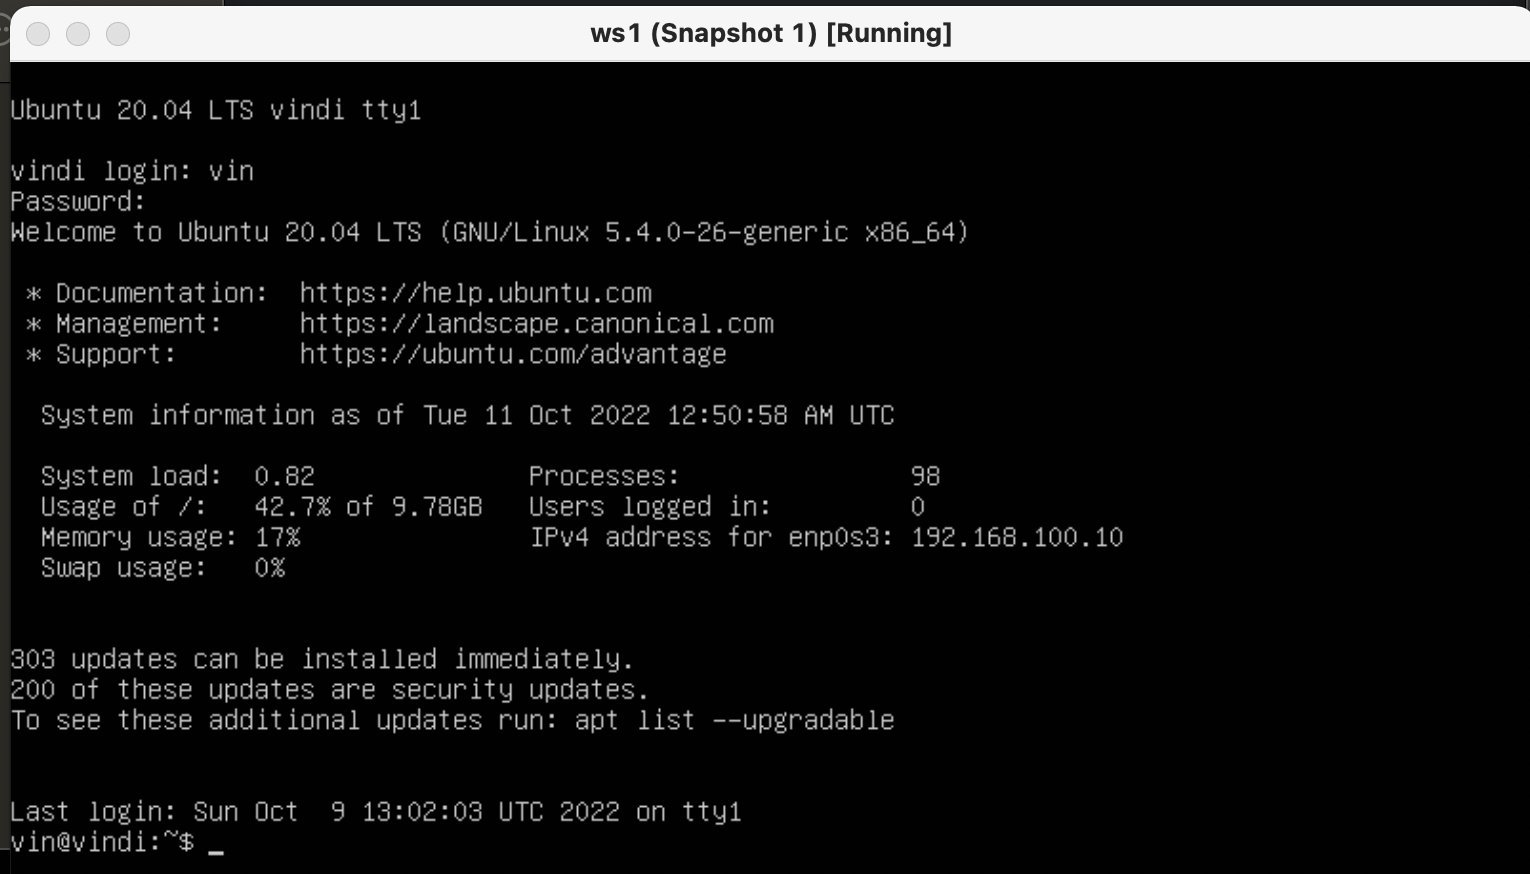 ws1 (Snapshot 1) [Running]
Ubuntu 20.04 LTS vindi tty1
vindi login: vin
Password:
Welcome to Ubuntu 20.04 LTS (GNU/Linux 5.4.0-26-generic x86_64)
* Documentation:  https://help.ubuntu.com
* Management:     https://landscape.canonical.com
* Support:        https://ubuntu.com/advantage
System information as of Tue 11 Oct 2022 12:50:58 AM UTC
System load:  0.82              Processes:               98
Usage of /:   42.7% of 9.78GB   Users logged in:         0
Memory usage: 17%               IPv4 address for enp0s3: 192.168.100.10
Swap usage:   0%
303 updates can be installed immediately.
200 of these updates are security updates.
To see these additional updates run: apt list --upgradable
Last login: Sun Oct  9 13:02:03 UTC 2022 on tty1
vin@vindi:~$ _